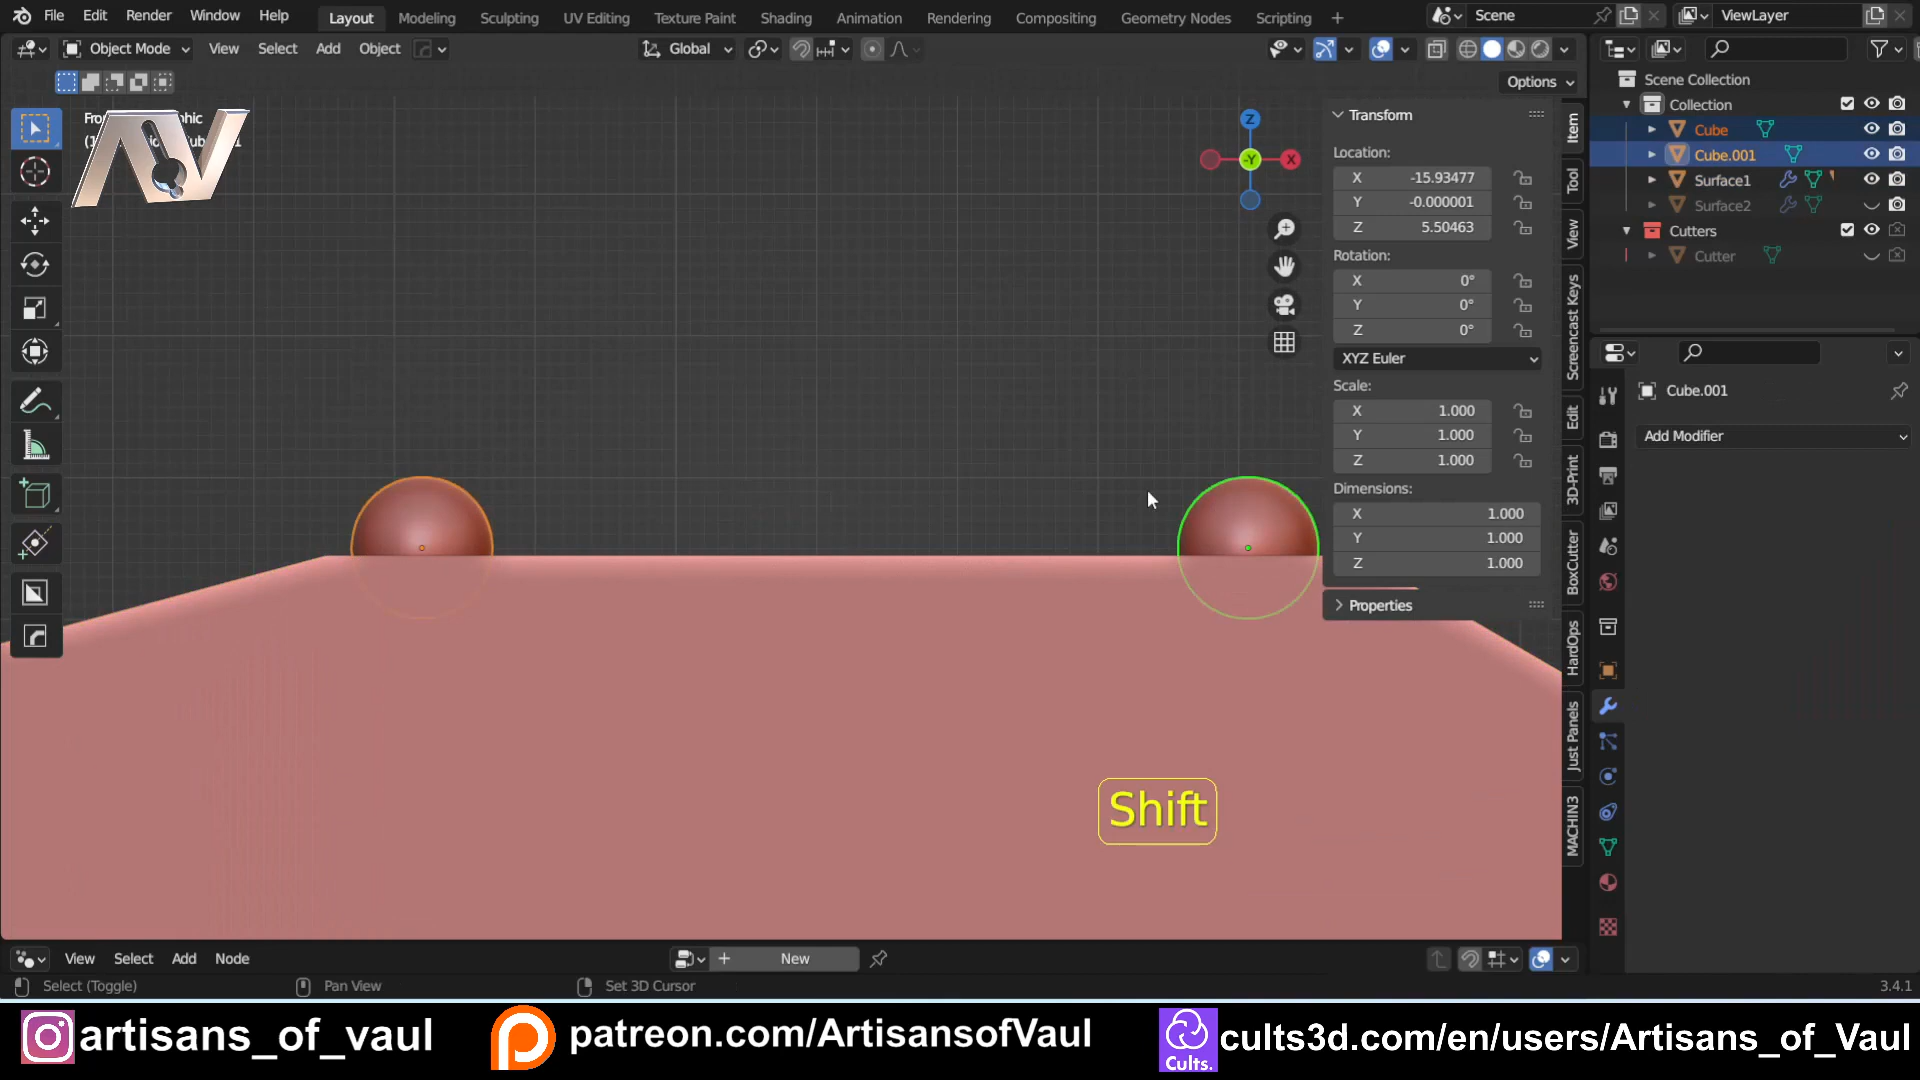 File Edit Render Window Help Layout Modeling Sculpting UV Editing Texture Paint Shading Animation Rendering Compositing Geometry Nodes Scripting + Scene ViewLayer
Object Mode View Select Add Object Global
Options
Fro phic
AV
Z
X
-Y
Transform
Location:
X -15.93477
Y -0.000001
Z 5.50463
Rotation:
X 0°
Y 0°
Z 0°
XYZ Euler
Scale:
X 1.000
Y 1.000
Z 1.000
Dimensions:
X 1.000
Y 1.000
Z 1.000
Properties
Item
Tool
View
Screencast Keys
Edit
3D-Print
BoxCutter
HardOps
Just Panels
MACHIN3
Scene Collection
Collection
Cube
Cube.001
Surface1
Surface2
Cutters
Cutter
Cube.001
Add Modifier
Shift
View Select Add Node + New
Select (Toggle) Pan View Set 3D Cursor 3.4.1
artisans_of_vaul patreon.com/ArtisansofVaul Cults. cults3d.com/en/users/Artisans_of_Vaul